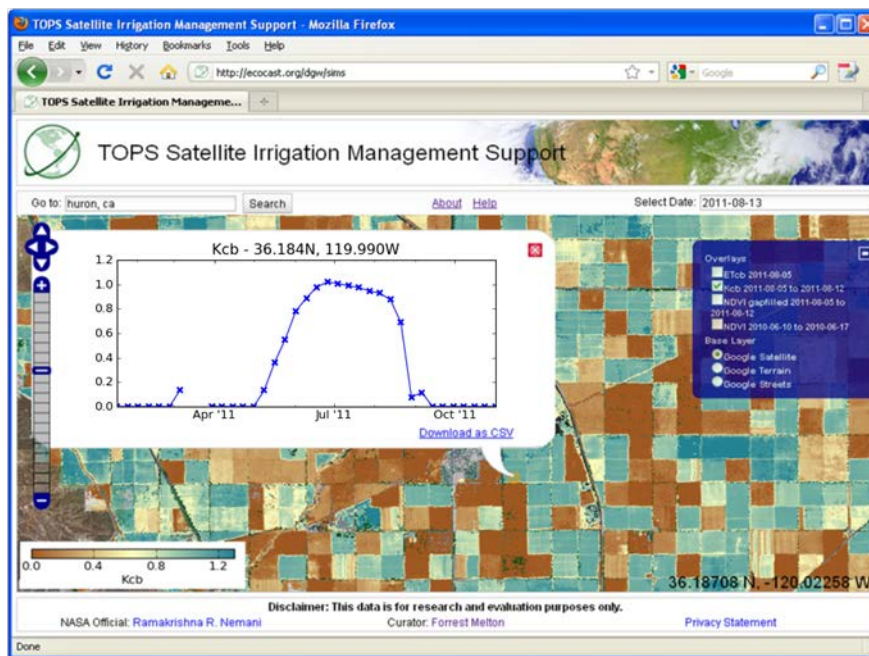 TOPS Satellite Irrigation Management Support - Mozilla Firefox
File Edit View History Bookmarks Tools Help
http://ecocast.org/dgw/sims
Google
TOPS Satellite Irrigation Manageme...
TOPS Satellite Irrigation Management Support
Go to: huron, ca Search About Help Select Date: 2011-08-13
Kcb - 36.184N, 119.990W
1.2
1.0
0.8
0.6
0.4
0.2
0.0
Apr '11 Jul '11 Oct '11
Download as CSV
Overlays
ETcb 2011-08-05
Kcb 2011-08-05 to 2011-08-12
NDVI gapfilled 2011-08-05 to
2011-08-12
NDVI 2010-06-10 to 2010-06-17
Base Layer
Google Satellite
Google Terrain
Google Streets
0.0 0.4 0.8 1.2
Kcb
36.18708 N, -120.02258 W
Disclaimer: This data is for research and evaluation purposes only.
NASA Official: Ramakrishna R. Nemani Curator: Forrest Melton Privacy Statement
Done